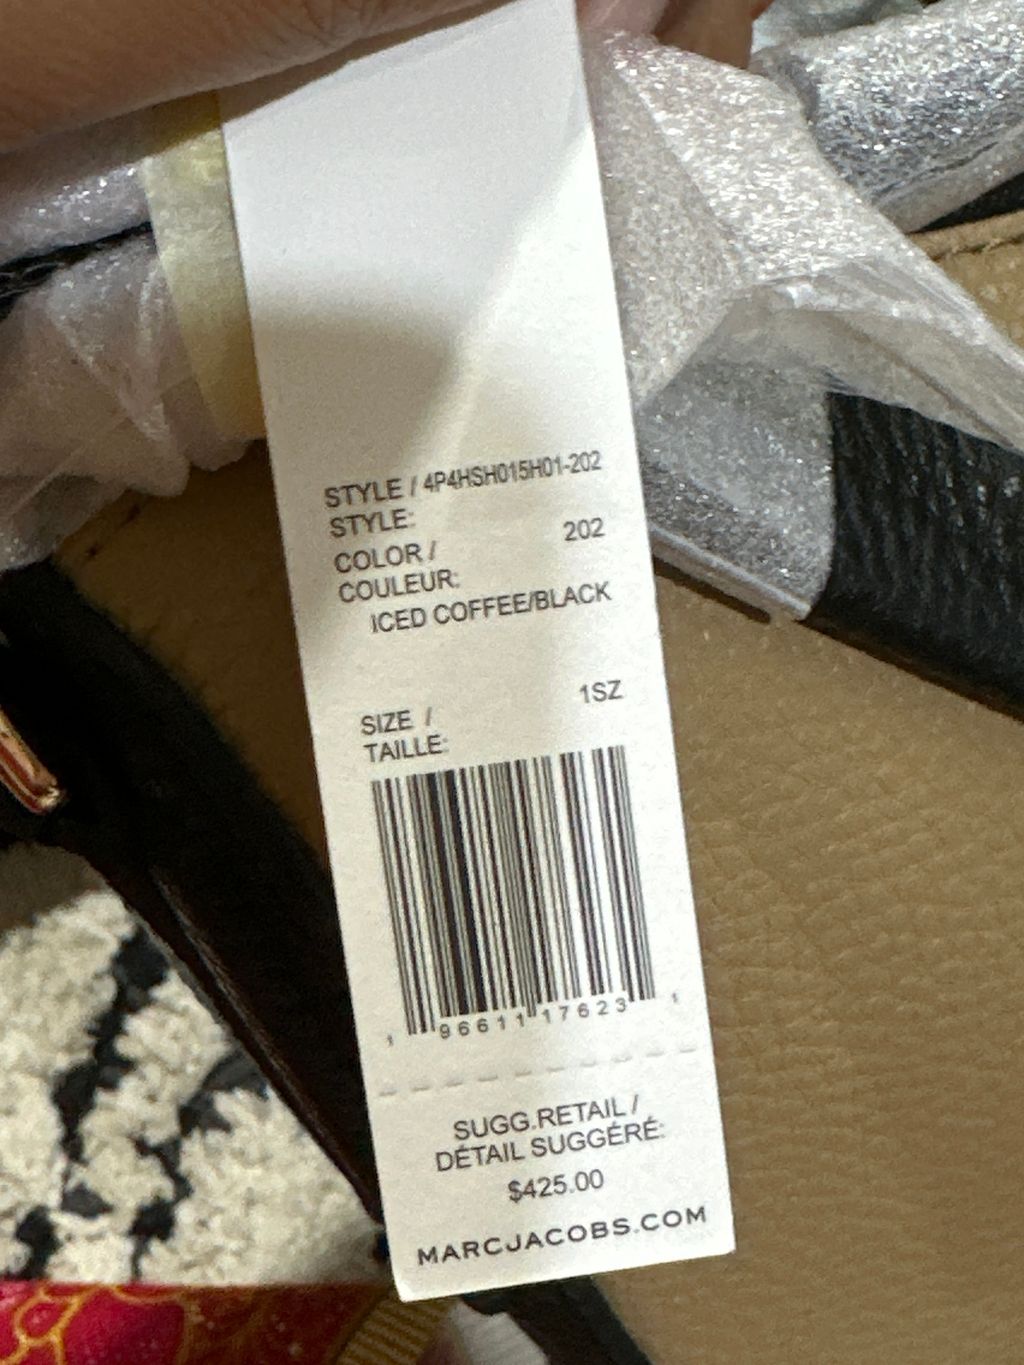 STYLE / 4P4HSH015H01-202
STYLE:
COLOR / 202
COULEUR:
ICED COFFEE/BLACK
SIZE / 1SZ
TAILLE:
1 96611 17623 1
SUGG.RETAIL /
DÉTAIL SUGGÉRÉ:
$425.00
MARCJACOBS.COM